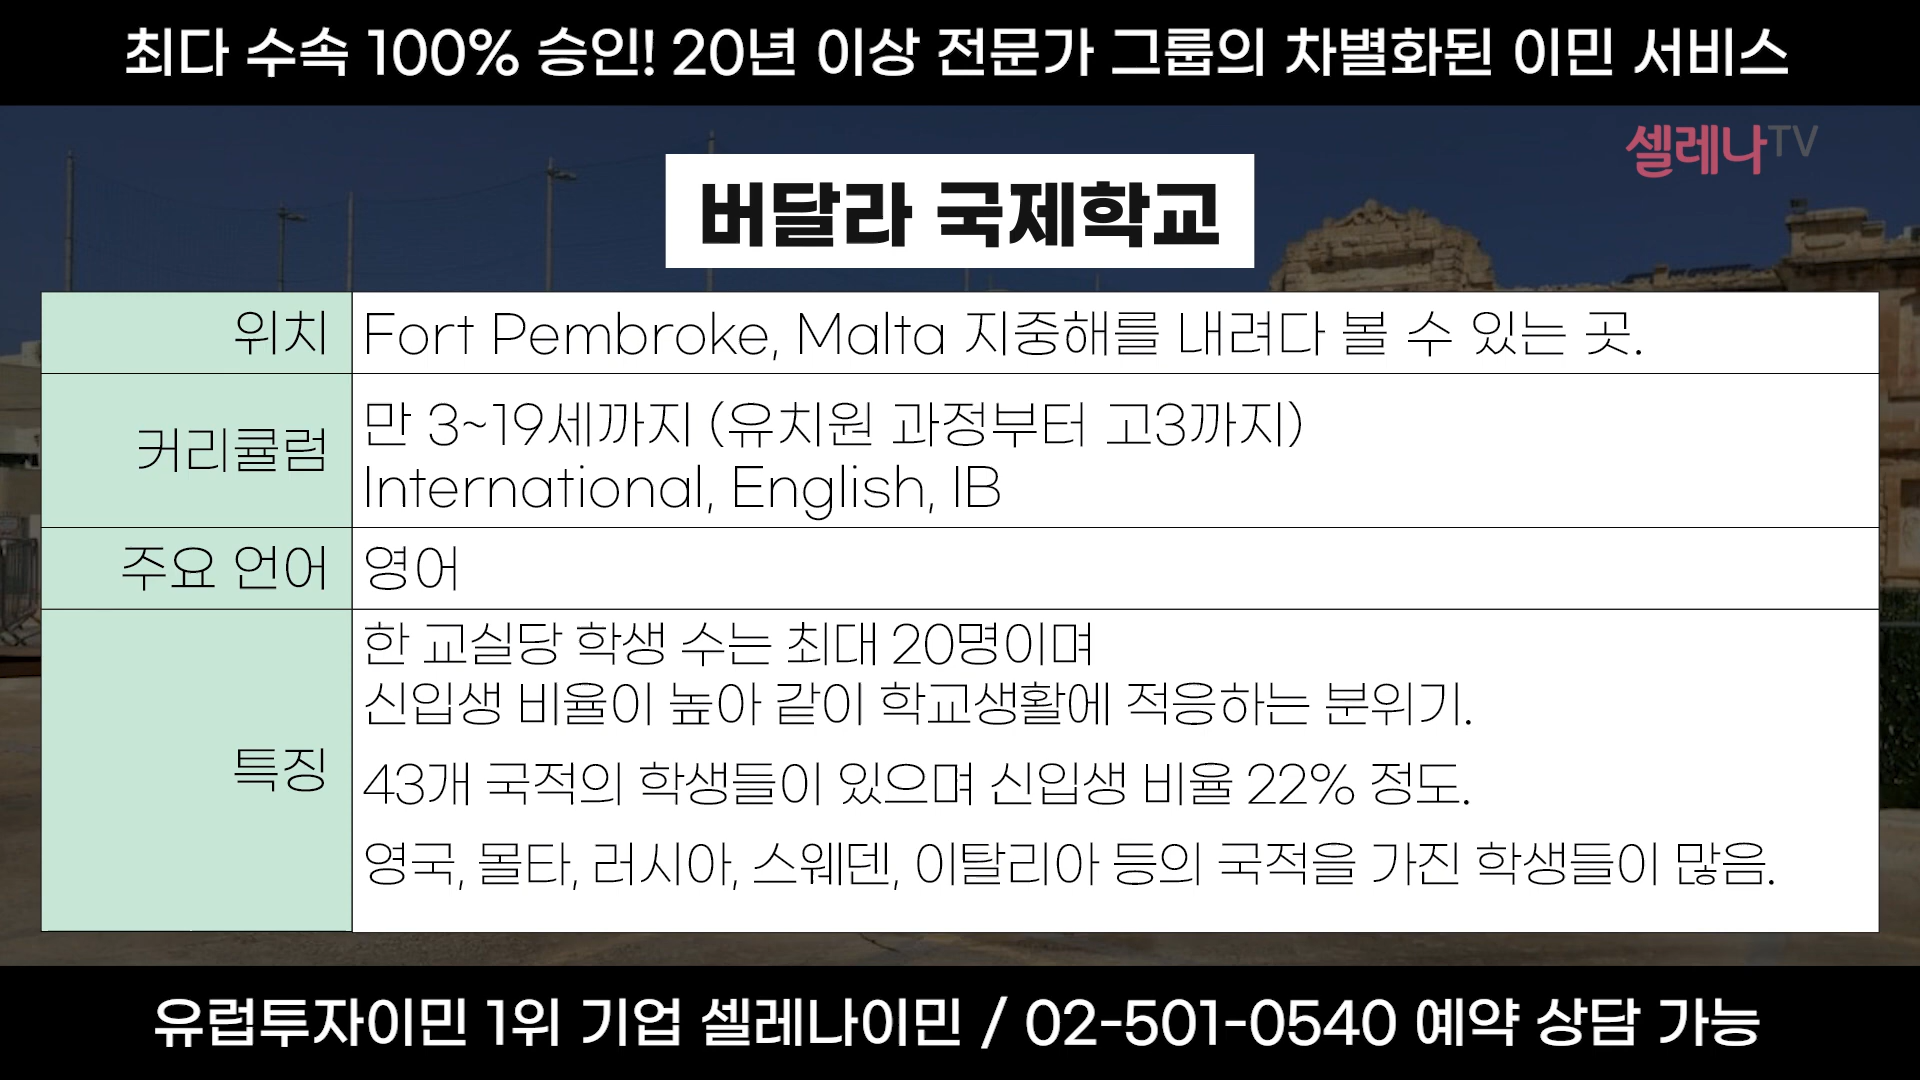 최다 수속 100% 승인! 20년 이상 전문가 그룹의 차별화된 이민 서비스
셀레나TV
버달라 국제학교
위치
Fort Pembroke, Malta 지중해를 내려다 볼 수 있는 곳.
커리큘럼
만 3~19세까지 (유치원 과정부터 고3까지)
International, English, IB
주요 언어
영어
특징
한 교실당 학생 수는 최대 20명이며
신입생 비율이 높아 같이 학교생활에 적응하는 분위기.
43개 국적의 학생들이 있으며 신입생 비율 22% 정도.
영국, 몰타, 러시아, 스웨덴, 이탈리아 등의 국적을 가진 학생들이 많음.
유럽투자이민 1위 기업 셀레나이민 / 02-501-0540 예약 상담 가능